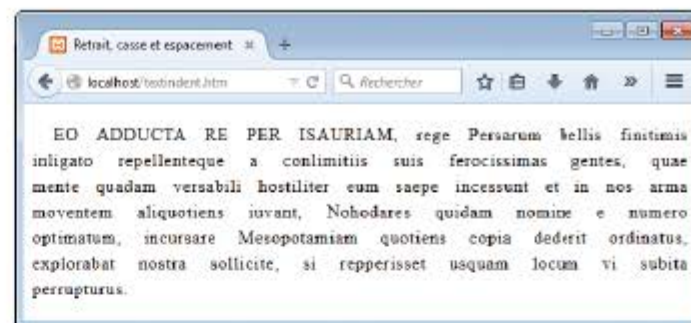 Retrait, casse et espacement
localhost/textindent.htm
Rechercher
EO ADDUCTA RE PER ISAURIAM, rege Persarum bellis finitimis
inligato repellenteque a conlimitiis suis ferocissimas gentes, quae
mente quadam versabili hostiliter eum saepe incessunt et in nos arma
moventem aliquotiens iuvant, Nohodares quidam nomine e numero
optimatum, incursare Mesopotamiam quotiens copia dederit ordinatus,
explorabat nostra sollicite, si repperisset usquam locum vi subita
perrupturus.